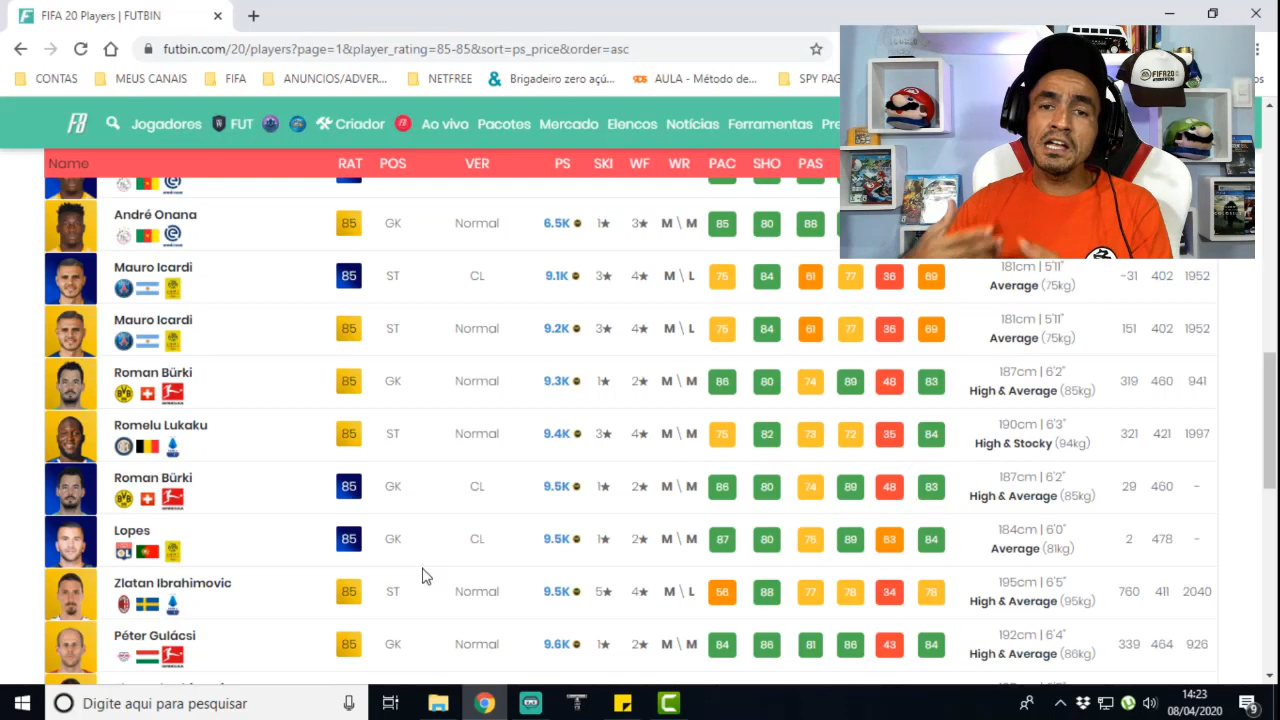 FIFA 20 Players | FUTBIN
futbin.com/20/players?page=1&player_rating=85-85&sort=ps_price&order=asc
CONTAS MEUS CANAIS FIFA ANUNCIOS/ADVER... NETFREE Brigadeiro zero açú... AULA - Método de... SPY PAG
Jogadores FUT Criador Ao vivo Pacotes Mercado Elencos Notícias Ferramentas Pre
Name RAT POS VER PS SKI WF WR PAC SHO PAS
André Onana 85 GK Normal 6.5K 1★ 3★ M \ M 85 80 88
Mauro Icardi 85 ST CL 9.1K 3★ 4★ M \ L 75 84 61 77 36 69 181cm | 5'11" -31 402 1952
Average (75kg)
Mauro Icardi 85 ST Normal 9.2K 3★ 4★ M \ L 75 84 61 77 36 69 181cm | 5'11" 151 402 1952
Average (75kg)
Roman Bürki 85 GK Normal 9.3K 1★ 2★ M \ M 86 80 74 89 48 83 187cm | 6'2" 319 460 941
High & Average (85kg)
Romelu Lukaku 85 ST Normal 9.4K 3★ 4★ M \ M 75 82 73 72 35 84 190cm | 6'3" 321 421 1997
High & Stocky (94kg)
Roman Bürki 85 GK CL 9.5K 1★ 2★ M \ M 86 80 74 89 48 83 187cm | 6'2" 29 460 -
High & Average (85kg)
Lopes 85 GK CL 9.5K 1★ 2★ M \ M 87 80 75 89 63 84 184cm | 6'0" 2 478 -
Average (81kg)
Zlatan Ibrahimovic 85 ST Normal 9.5K 5★ 4★ M \ L 56 88 77 78 34 78 195cm | 6'5" 760 411 2040
High & Average (95kg)
Péter Gulácsi 85 GK Normal 9.6K 1★ 2★ M \ M 84 86 81 86 43 84 192cm | 6'4" 339 464 926
High & Average (86kg)
FIFA20
Digite aqui para pesquisar
14:23
08/04/2020
9